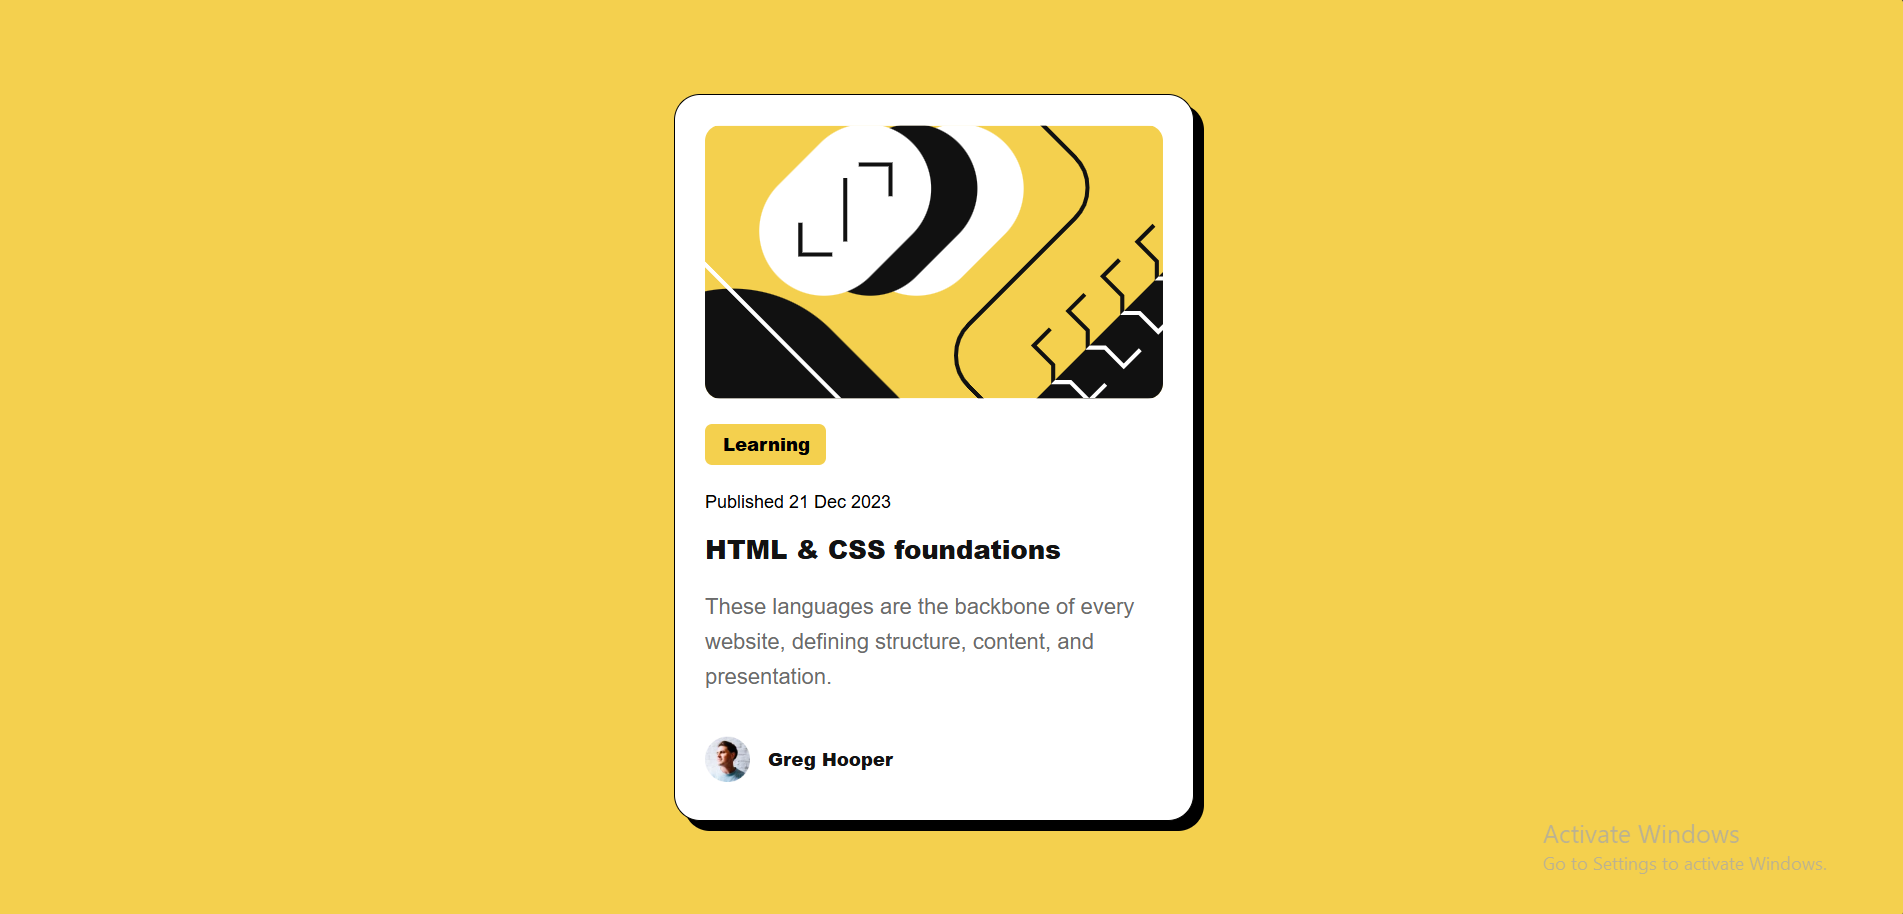 Learning
Published 21 Dec 2023
HTML & CSS foundations
These languages are the backbone of every
website, defining structure, content, and
presentation.
Greg Hooper
Activate Windows
Go to Settings to activate Windows.